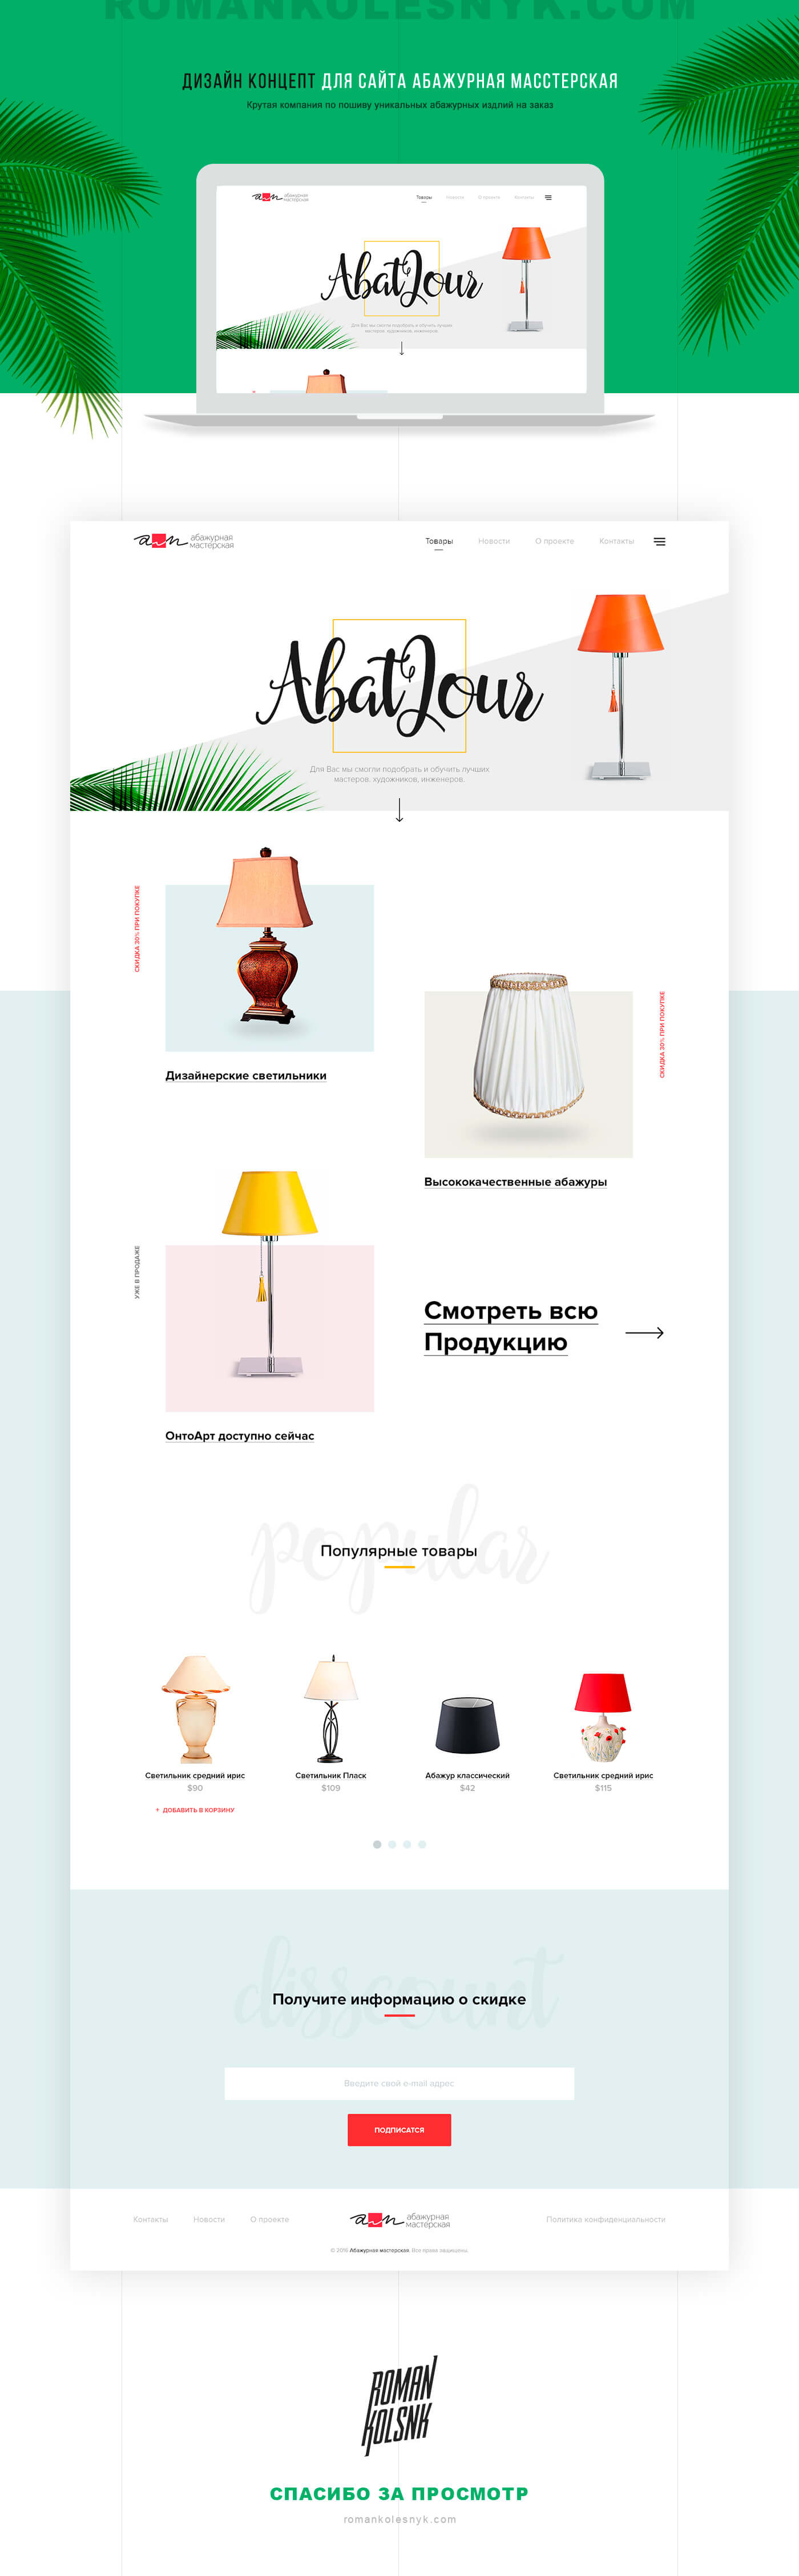 ROMANKOLESNYK.COM
ДИЗАЙН КОНЦЕПТ ДЛЯ САЙТА АБАЖУРНАЯ МАССТЕРСКАЯ
Крутая компания по пошиву уникальных абажурных издлий на заказ
абажурная
мастерская
Товары Новости О проекте Контакты
AbatJour
Для Вас мы смогли подобрать и обучить лучших
мастеров, художников, инженеров.
абажурная
мастерская
Товары Новости О проекте Контакты
AbatJour
Для Вас мы смогли подобрать и обучить лучших
мастеров, художников, инженеров.
СКИДКА 30% ПРИ ПОКУПКЕ
Дизайнерские светильники
СКИДКА 30% ПРИ ПОКУПКЕ
Высококачественные абажуры
УЖЕ В ПРОДАЖЕ
ОнтоАрт доступно сейчас
Смотреть всю
Продукцию
popular
Популярные товары
Светильник средний ирис
$90
+ ДОБАВИТЬ В КОРЗИНУ
Светильник Пласк
$109
Абажур классический
$42
Светильник средний ирис
$115
disscount
Получите информацию о скидке
Введите свой e-mail адрес
ПОДПИСАТСЯ
Контакты Новости О проекте
абажурная
мастерская
Политика конфиденциальности
© 2016 Абажурная мастерская. Все права защищены.
ROMAN
KOLSNK
СПАСИБО ЗА ПРОСМОТР
romankolesnyk.com